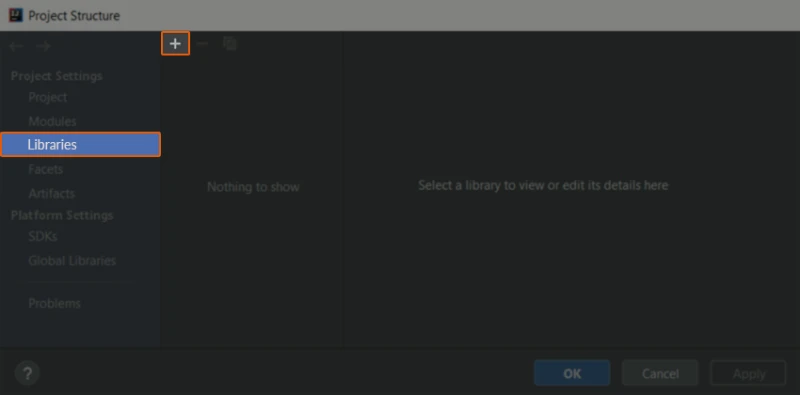 Project Structure
Project Settings
Project
Modules
Libraries
Facets
Artifacts
Platform Settings
SDKs
Global Libraries
Problems
Nothing to show
Select a library to view or edit its details here
?
OK
Cancel
Apply